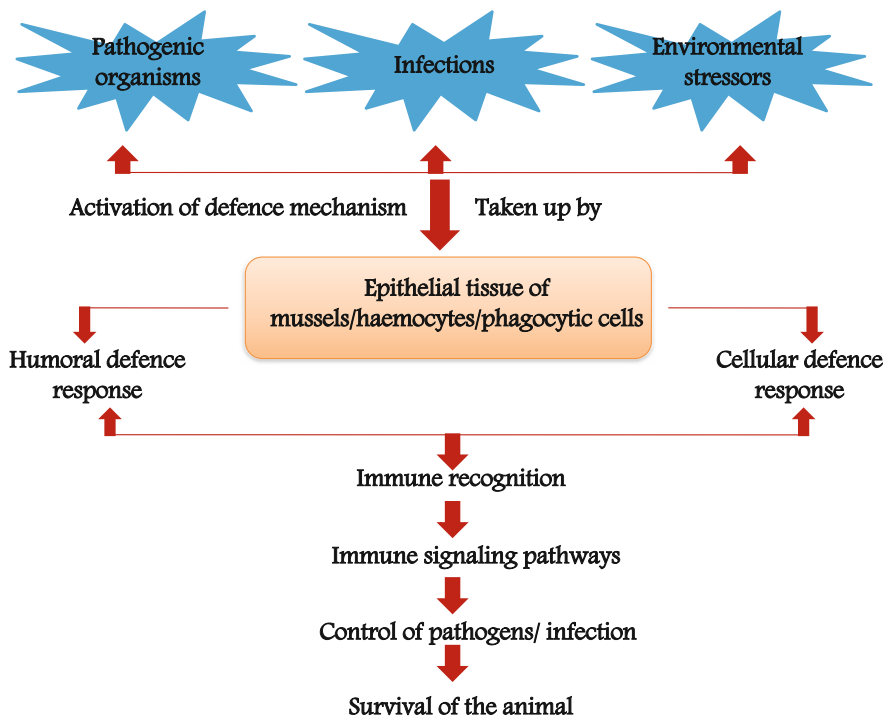 Pathogenic
organisms
Infections
Environmental
stressors
Activation of defence mechanism
Taken up by
Epithelial tissue of
mussels/haemocytes/phagocytic cells
Humoral defence
response
Cellular defence
response
Immune recognition
Immune signaling pathways
Control of pathogens/ infection
Survival of the animal